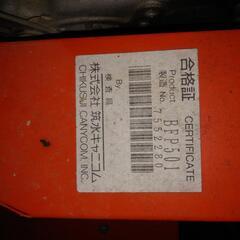 合格証 CERTIFICATE
Product BFP501
製造 No. 7552280
By.
検査局
株式会社 筑水キャニコム
CHIKUSUI CANYCOM, INC.